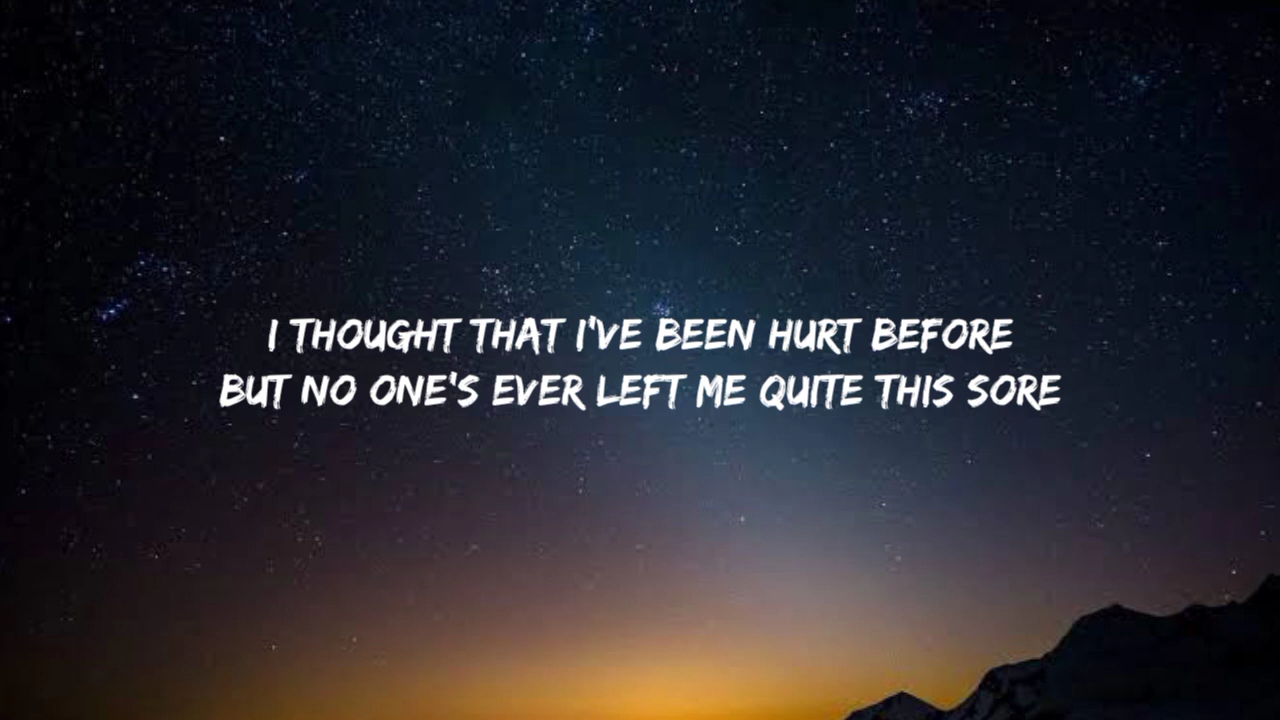 I THOUGHT THAT I'VE BEEN HURT BEFORE
BUT NO ONE'S EVER LEFT ME QUITE THIS SORE